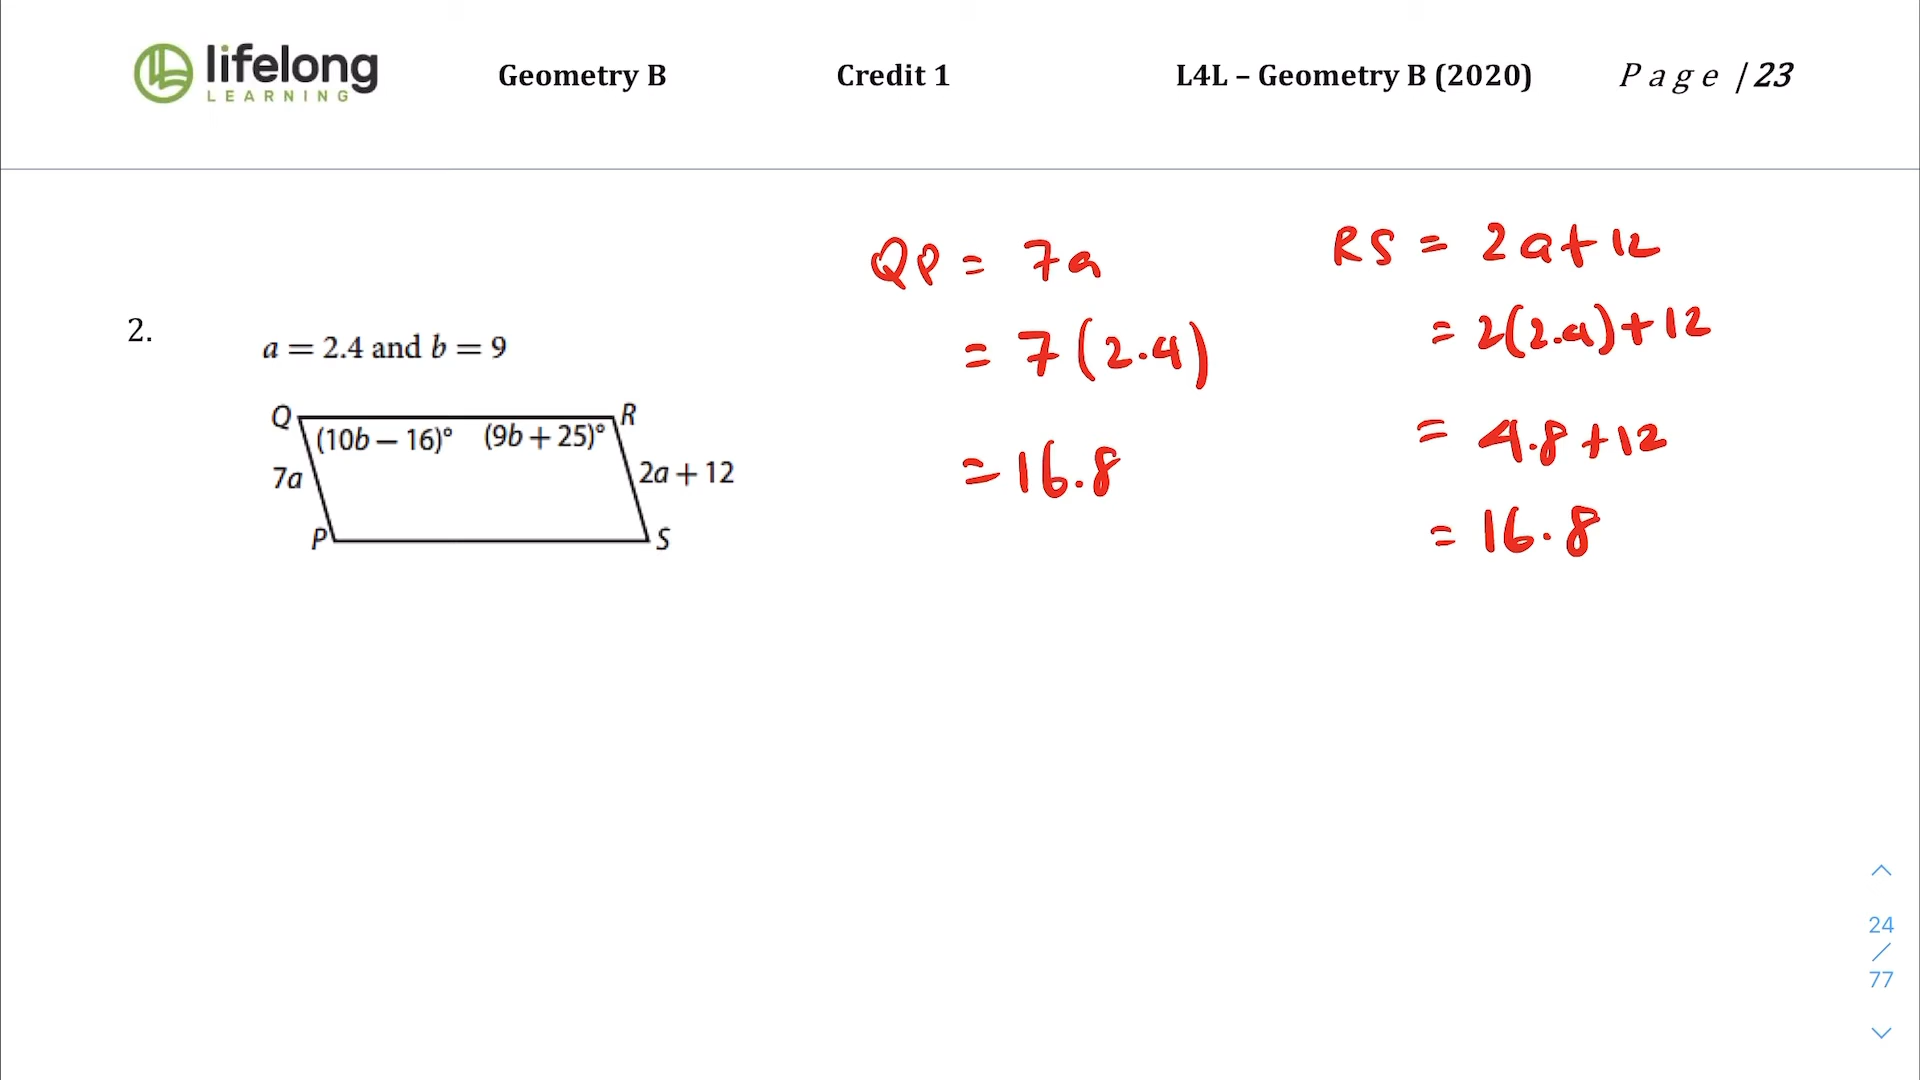 lifelong
LEARNING
Geometry B Credit 1 L4L – Geometry B (2020) Page | 23
2.
a = 2.4 and b = 9
Q R
(10b – 16)° (9b + 25)°
7a 2a + 12
P S
QP = 7a
= 7(2.4)
= 16.8
RS = 2a+12
= 2(2.4)+12
= 4.8+12
= 16.8
24
/
77